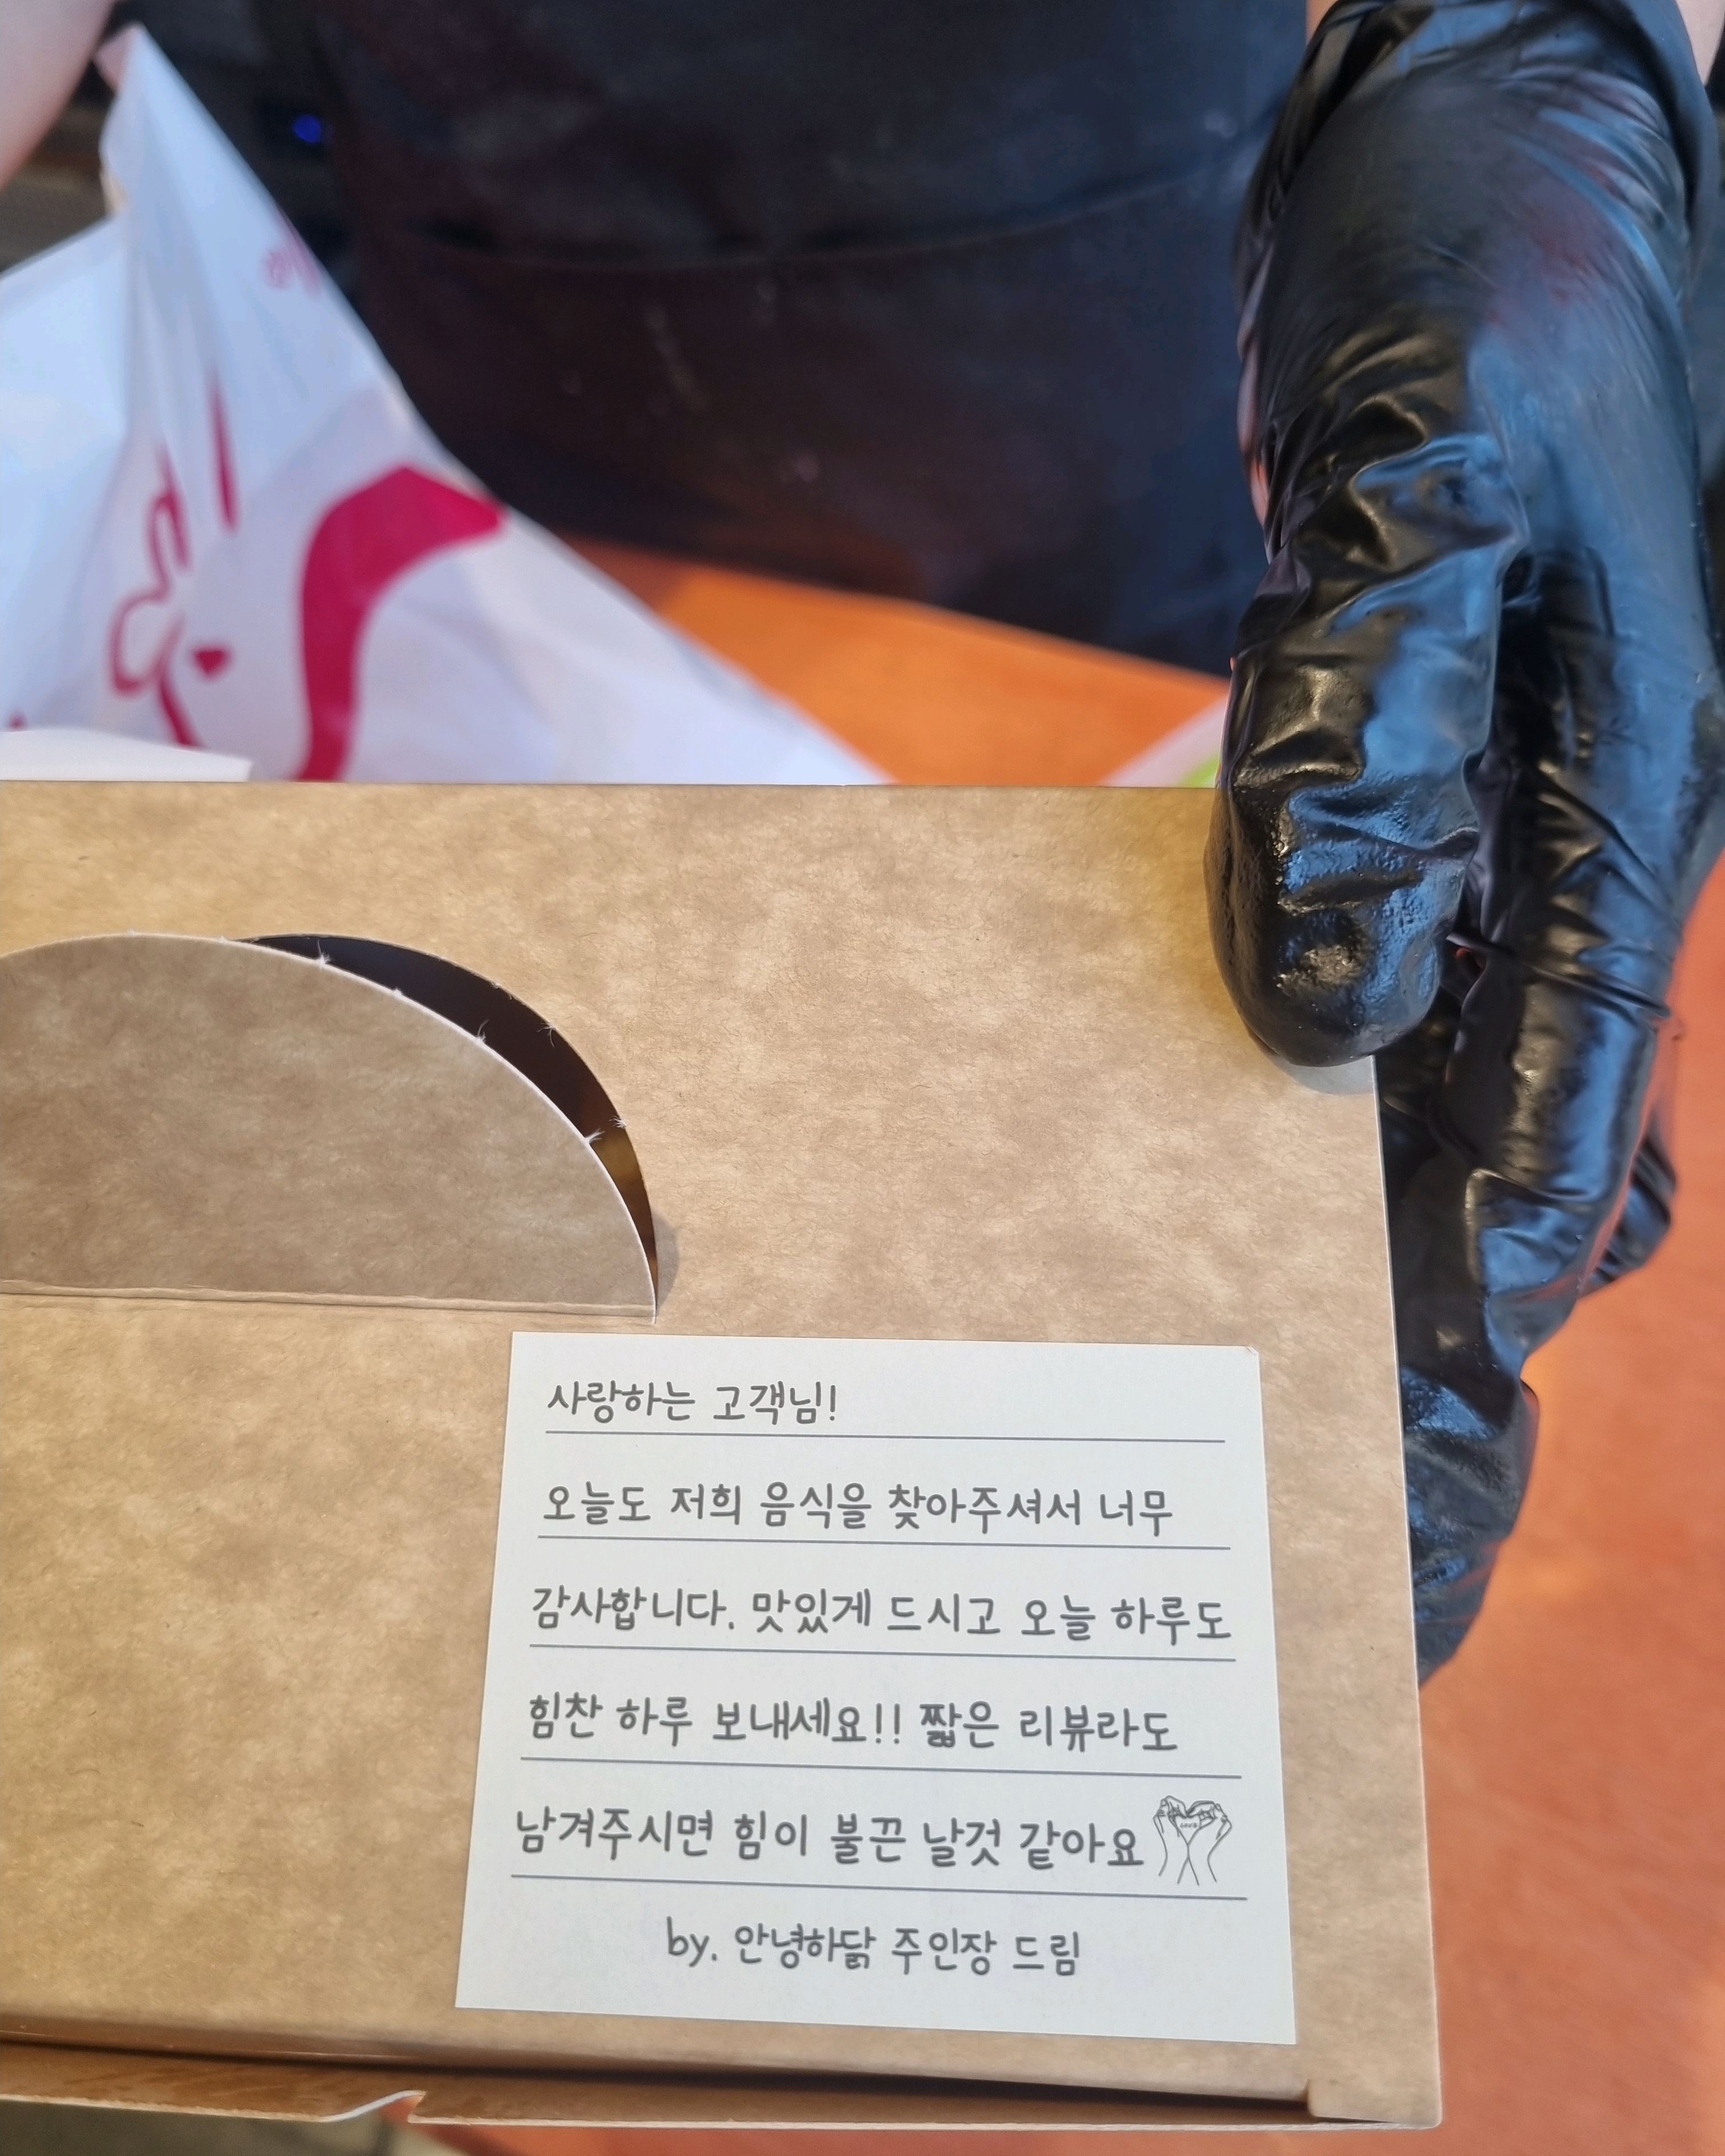 사랑하는 고객님!
오늘도 저희 음식을 찾아주셔서 너무
감사합니다. 맛있게 드시고 오늘 하루도
힘찬 하루 보내세요!! 짧은 리뷰라도
남겨주시면 힘이 불끈 날것 같아요
by. 안녕하닭 주인장 드림